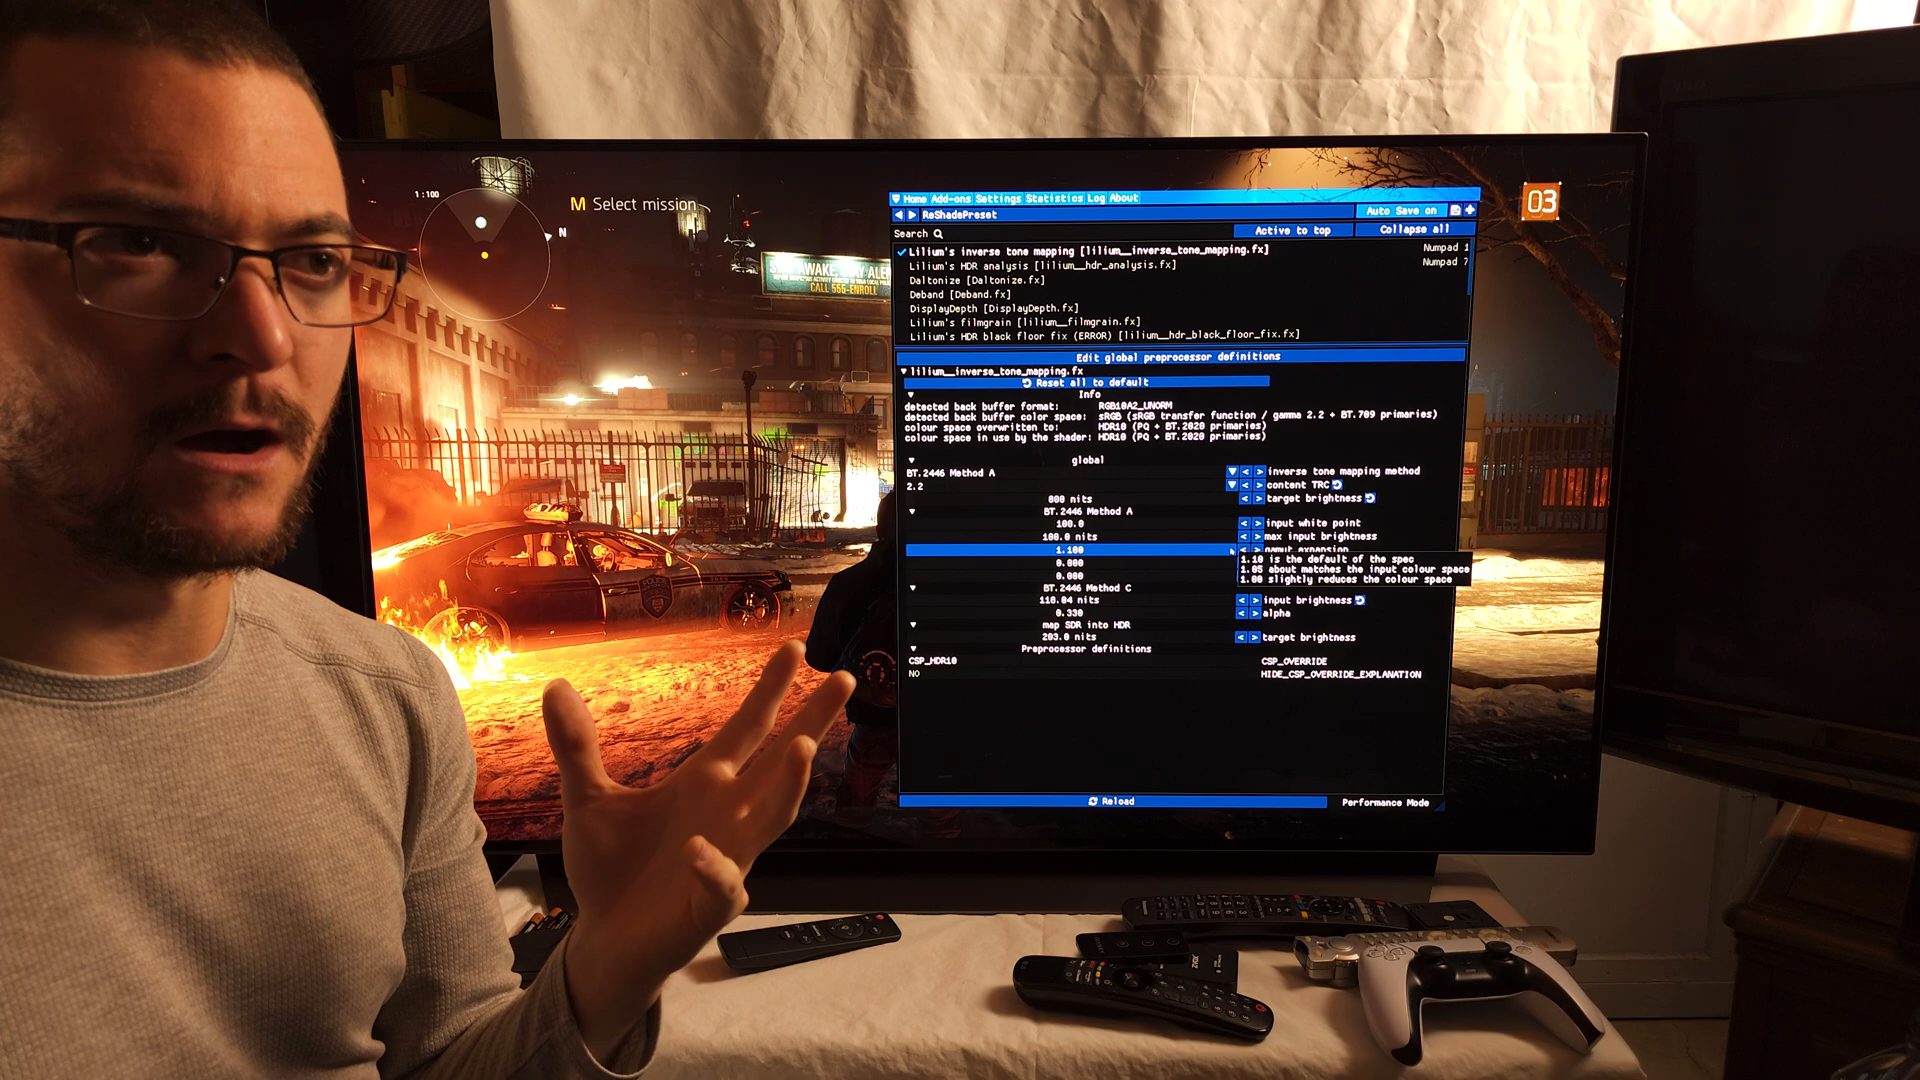 1:100
N
M Select mission
03
STAY AWAKE, STAY ALERT
CALL 555-ENROLL
Home Add-ons Settings Statistics Log About
ReShadePreset
Auto Save on
Search
Active to top
Collapse all
Lilium's inverse tone mapping [lilium__inverse_tone_mapping.fx]
Numpad 1
Lilium's HDR analysis [lilium__hdr_analysis.fx]
Numpad 7
Daltonize [Daltonize.fx]
Deband [Deband.fx]
DisplayDepth [DisplayDepth.fx]
Lilium's filmgrain [lilium__filmgrain.fx]
Lilium's HDR black floor fix (ERROR) [lilium__hdr_black_floor_fix.fx]
Edit global preprocessor definitions
lilium__inverse_tone_mapping.fx
Reset all to default
Info
detected back buffer format: RGB10A2_UNORM
detected back buffer color space: sRGB (sRGB transfer function / gamma 2.2 + BT.709 primaries)
colour space overwritten to: HDR10 (PQ + BT.2020 primaries)
colour space in use by the shader: HDR10 (PQ + BT.2020 primaries)
global
BT.2446 Method A
< > inverse tone mapping method
2.2
< > content TRC
800 nits
< > target brightness
BT.2446 Method A
100.0
< > input white point
100.0 nits
< > max input brightness
1.100
< > gamut expansion
1.10 is the default of the spec
0.000
1.05 about matches the input colour space
0.000
1.00 slightly reduces the colour space
BT.2446 Method C
110.04 nits
< > input brightness
0.330
< > alpha
map SDR into HDR
203.0 nits
< > target brightness
Preprocessor definitions
CSP_HDR10
CSP_OVERRIDE
NO
HIDE_CSP_OVERRIDE_EXPLANATION
Reload
Performance Mode